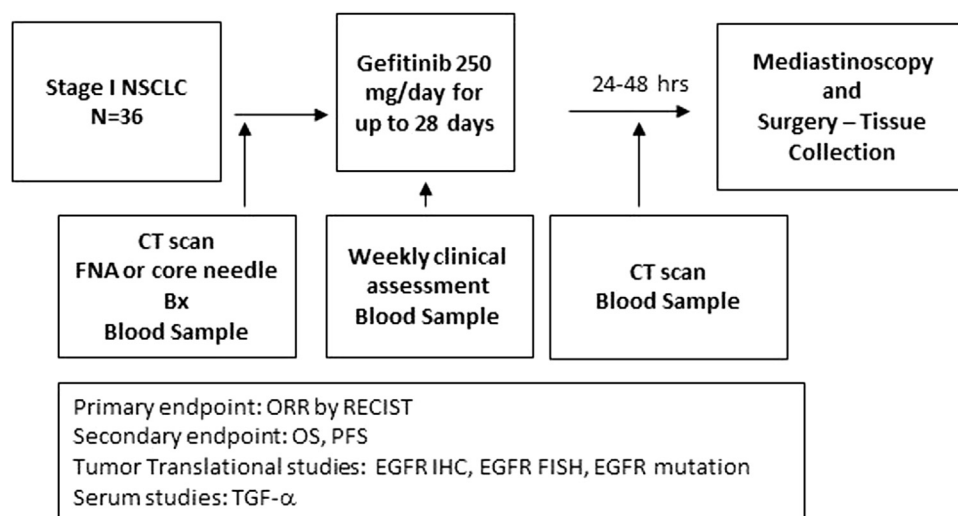 Stage I NSCLC
N=36
Gefitinib 250
mg/day for
up to 28 days
24-48 hrs
Mediastinoscopy
and
Surgery – Tissue
Collection
CT scan
FNA or core needle
Bx
Blood Sample
Weekly clinical
assessment
Blood Sample
CT scan
Blood Sample
Primary endpoint: ORR by RECIST
Secondary endpoint: OS, PFS
Tumor Translational studies: EGFR IHC, EGFR FISH, EGFR mutation
Serum studies: TGF-α